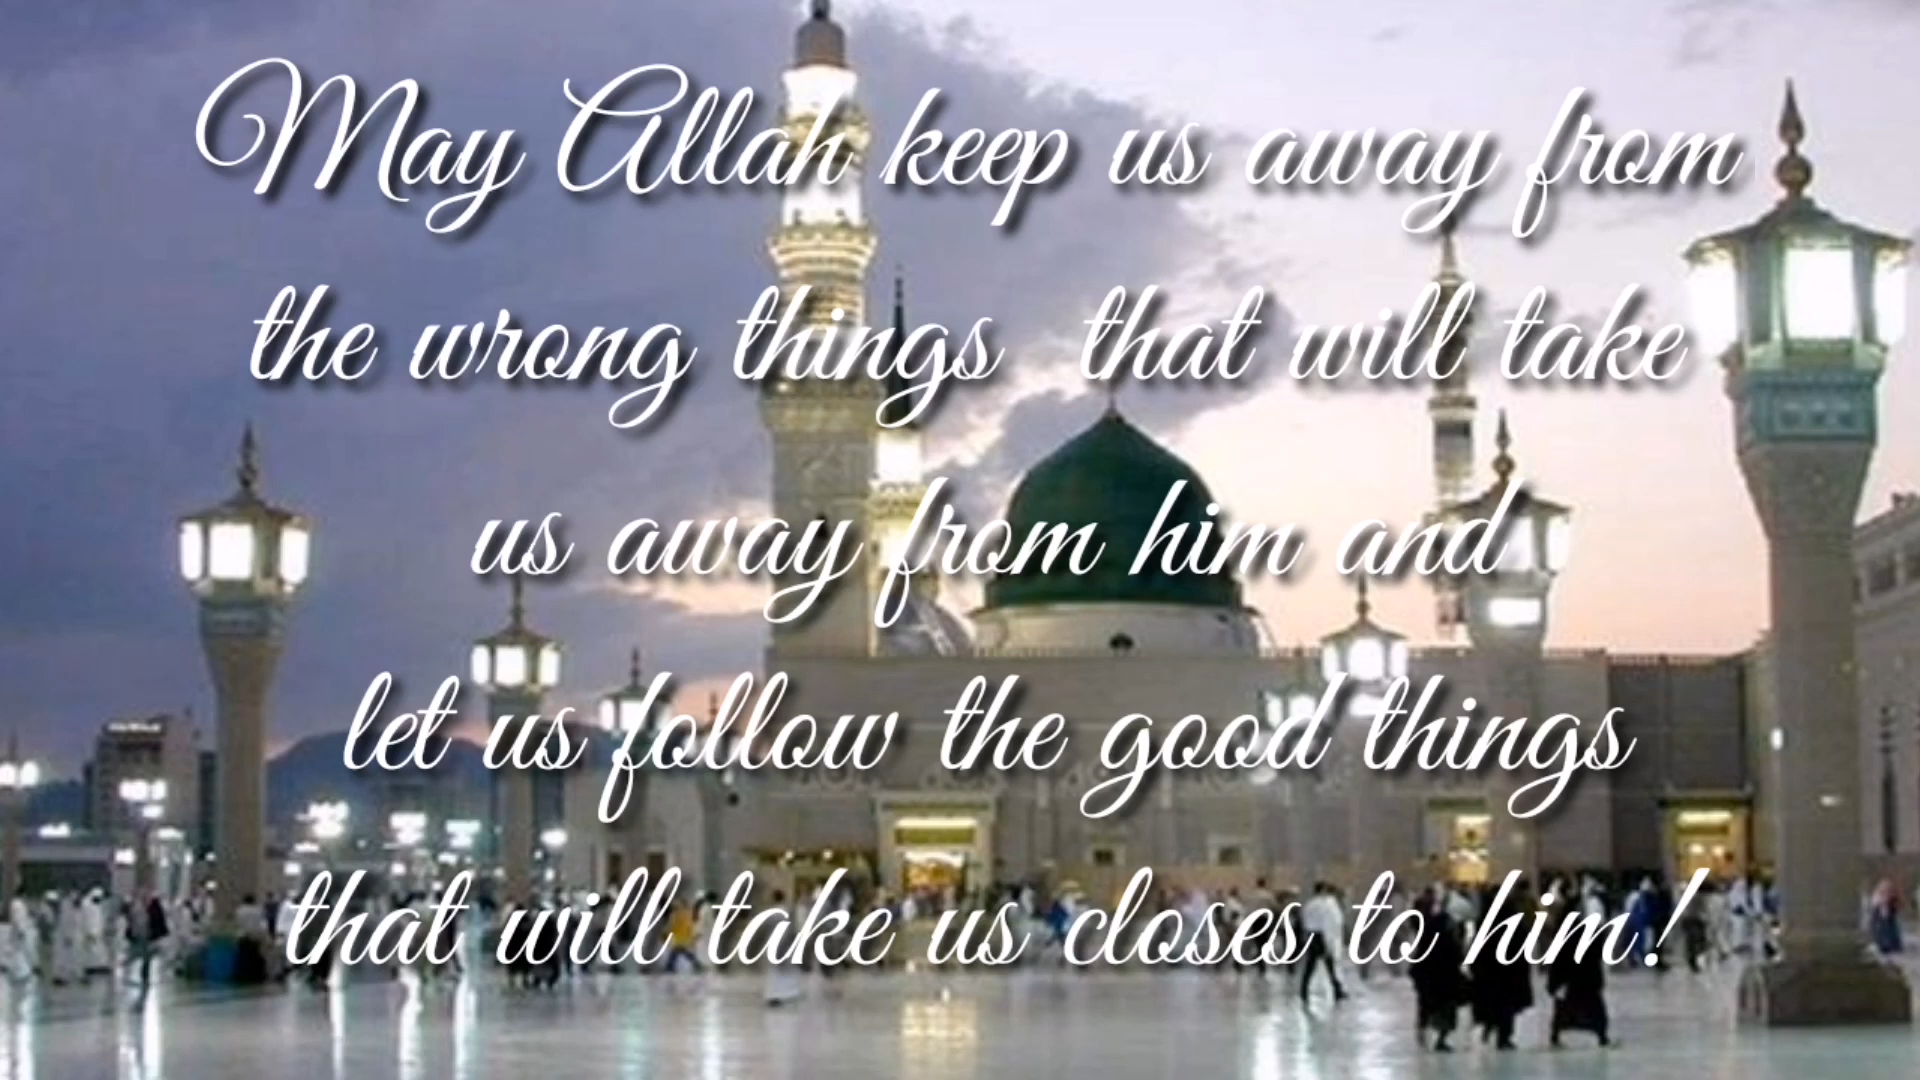 May Allah keep us away from
the wrong things that will take
us away from him and
let us follow the good things
that will take us closes to him!